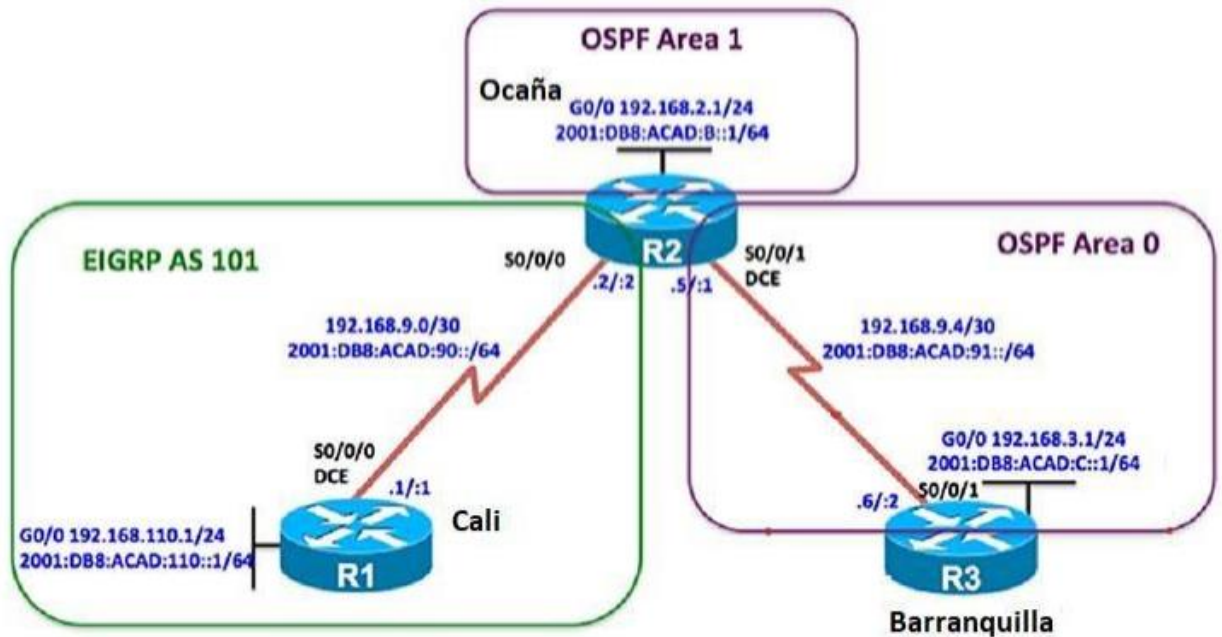 OSPF Area 1
Ocaña
G0/0 192.168.2.1/24
2001:DB8:ACAD:B::1/64
R2
EIGRP AS 101
S0/0/0
.2/:2
.5/:1
S0/0/1
DCE
OSPF Area 0
192.168.9.0/30
2001:DB8:ACAD:90::/64
192.168.9.4/30
2001:DB8:ACAD:91::/64
S0/0/0
DCE
.1/:1
Cali
G0/0 192.168.110.1/24
2001:DB8:ACAD:110::1/64
R1
G0/0 192.168.3.1/24
2001:DB8:ACAD:C::1/64
.6/:2
S0/0/1
R3
Barranquilla